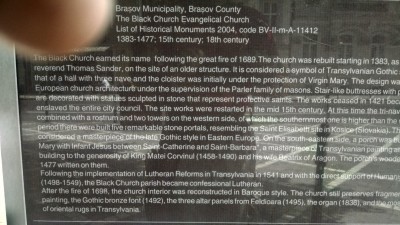 Brașov Municipality, Brașov County
The Black Church Evangelical Church
List of Historical Monuments 2004, code BV-II-m-A-11412
1383-1477; 15th century; 18th century
The Black Church earned its name following the great fire of 1689. The church was rebuilt starting in 1383, as
reverend Thomas Sander, on the site of an older structure. It is considered a symbol of Transylvanian Gothic
that of a hall with three nave and the cloister was initially under the protection of Virgin Mary. The design was
European church architecture under the supervision of the Parler family of masons. Stair-like buttresses with p
are decorated with statues sculpted in stone that represent protective saints. The works ceased in 1421 beca
enslaved the entire city council. The site works were restarted in the mid 15th century. At this time the tri-nav
combined with a rostrum and two towers on the western side, of which the southernmost one is higher than the
period there were built five remarkable stone portals, resembling the Saint Elisabeth site in Kosice (Slovakia). Th
considered a masterpiece of the late Gothic style in Eastern Europe. On the south-eastern side, a porch was
Mary with Infant Jesus between Saint-Catherine and Saint-Barbara", a masterpiece of Transylvanian painting
building to the generosity of King Matei Corvinul (1458-1490) and his wife Beatrix of Aragon. The porch's wood
1477 written on them.
Following the implementation of Lutheran Reforms in Transylvania in 1541 and with the direct support of Human
(1498-1549), the Black Church parish became confessional Lutheran.
After the fire of 1689, the church interior was reconstructed in Baroque style. The church still preserves fragmen
painting, the Gothic bronze font (1492), the three altar panels from Feldioara (1495), the organ (1838), and the mo
of oriental rugs in Transylvania.